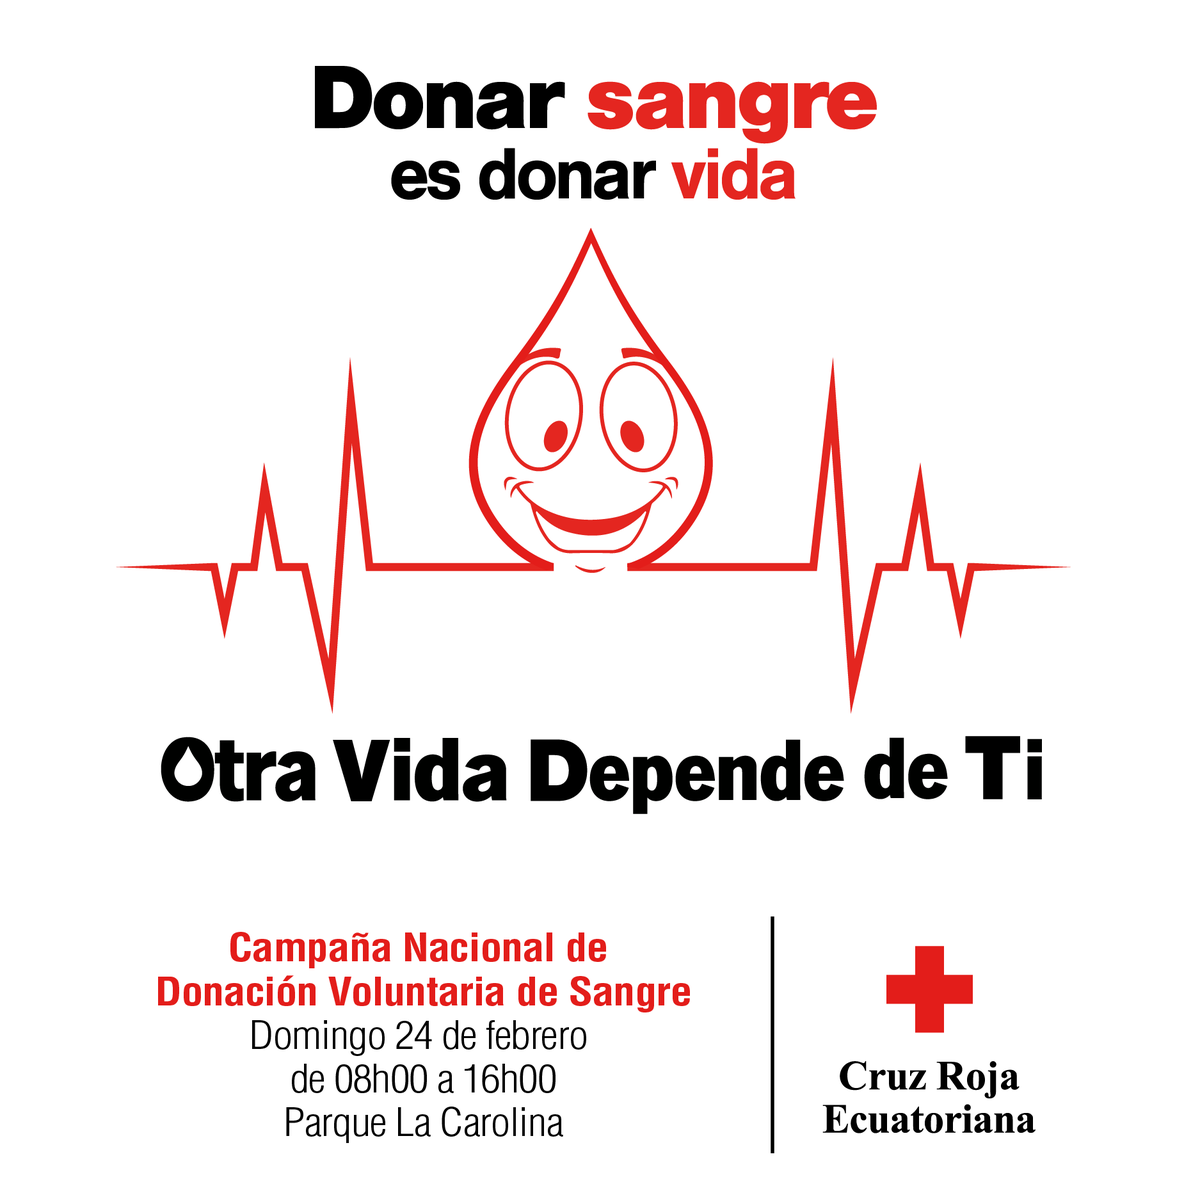 Donar sangre
es donar vida
Otra Vida Depende de Ti
Campaña Nacional de
Donación Voluntaria de Sangre
Domingo 24 de febrero
de 08h00 a 16h00
Parque La Carolina
Cruz Roja
Ecuatoriana